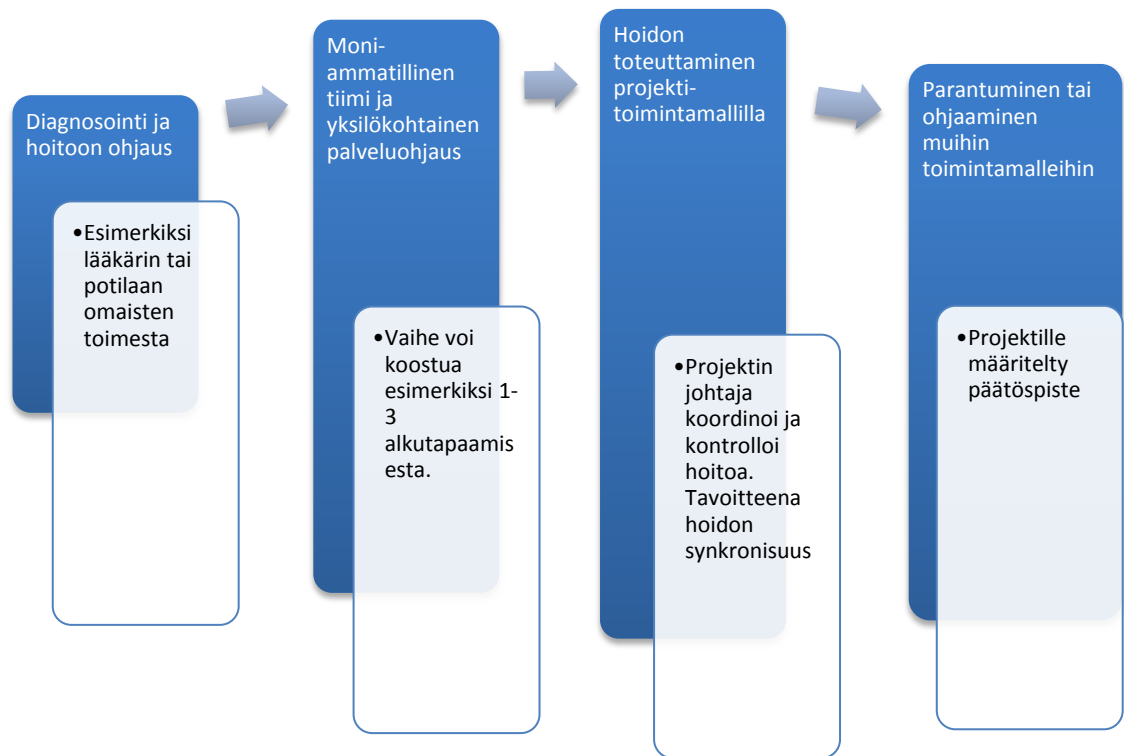 Diagnosointi ja
hoitoon ohjaus
•Esimerkiksi
lääkärin tai
potilaan
omaisten
toimesta
Moni-
ammatillinen
tiimi ja
yksilökohtainen
palveluohjaus
•Vaihe voi
koostua
esimerkiksi 1-
3
alkutapaamis
esta.
Hoidon
toteuttaminen
projekti-
toimintamallilla
•Projektin
johtaja
koordinoi ja
kontrolloi
hoitoa.
Tavoitteena
hoidon
synkronisuus
Parantuminen tai
ohjaaminen
muihin
toimintamalleihin
•Projektille
määritelty
päätöspiste